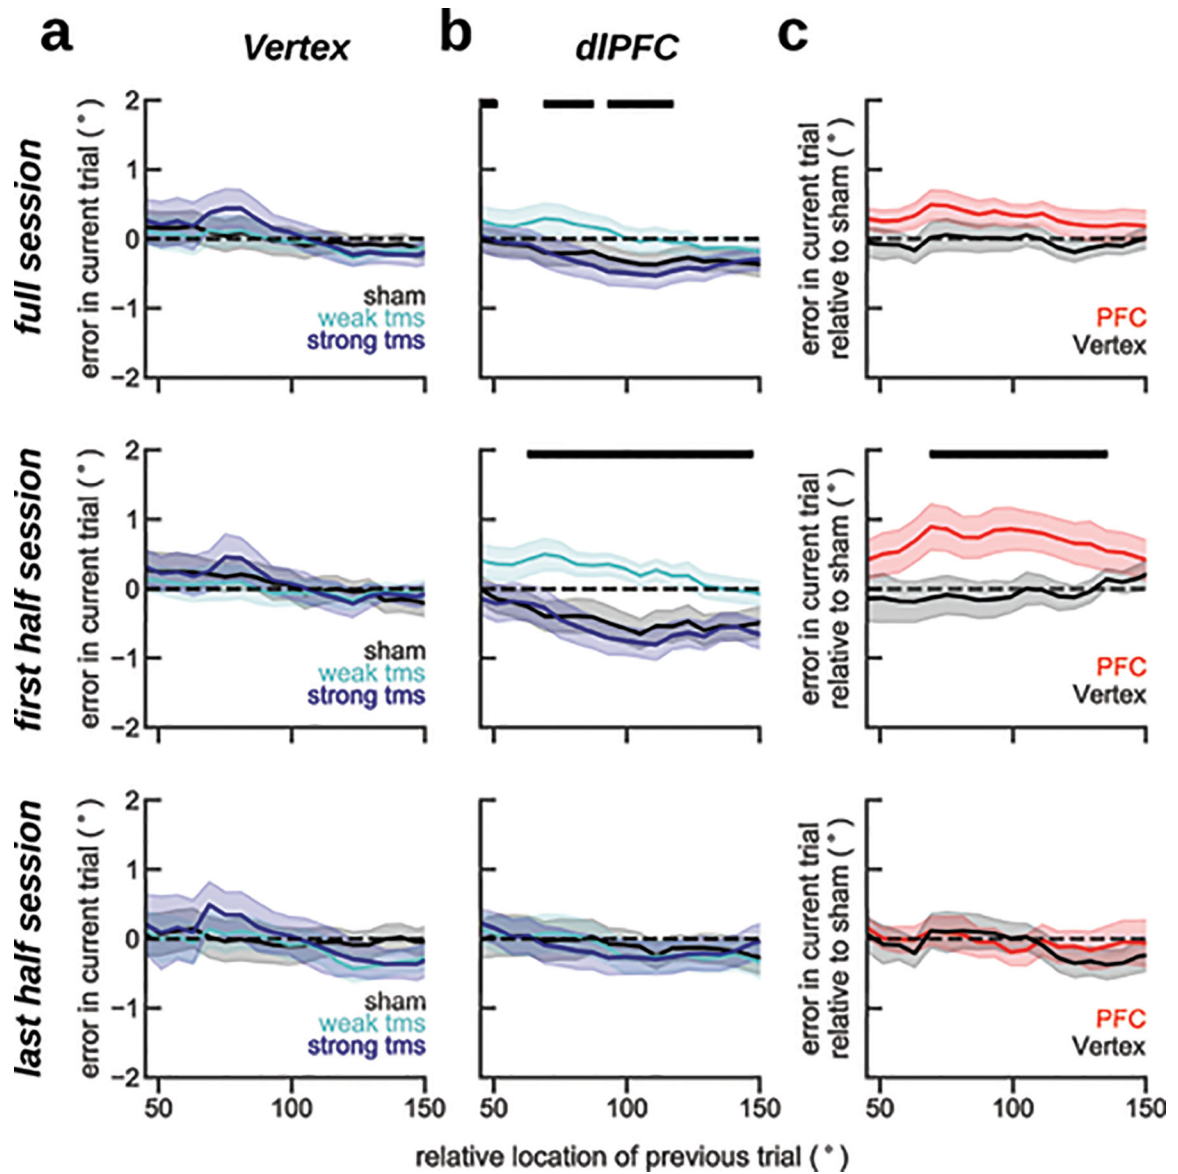 a
Vertex
b
dlPFC
c
full session
error in current trial (°)
2
1
0
−1
−2
sham
weak tms
strong tms
error in current trial
relative to sham (°)
PFC
Vertex
first half session
error in current trial (°)
2
1
0
−1
−2
sham
weak tms
strong tms
error in current trial
relative to sham (°)
PFC
Vertex
last half session
error in current trial (°)
2
1
0
−1
−2
sham
weak tms
strong tms
error in current trial
relative to sham (°)
PFC
Vertex
50 100 150
50 100 150
50 100 150
relative location of previous trial (°)